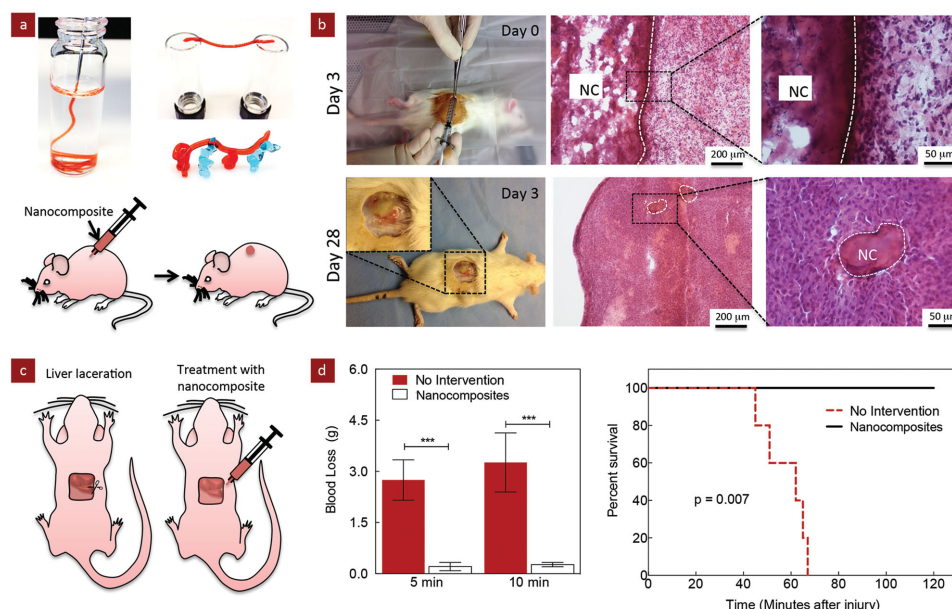 a
Nanocomposite
b
Day 3
Day 0
NC
200 µm
NC
50 µm
Day 28
Day 3
200 µm
NC
50 µm
c
Liver laceration
Treatment with
nanocomposite
d
Blood Loss (g)
6.0
4.5
3.0
1.5
0.0
No Intervention
Nanocomposites
***
***
5 min
10 min
Percent survival
100
80
60
40
20
0
No Intervention
Nanocomposites
p = 0.007
0
20
40
60
80
100
120
Time (Minutes after injury)